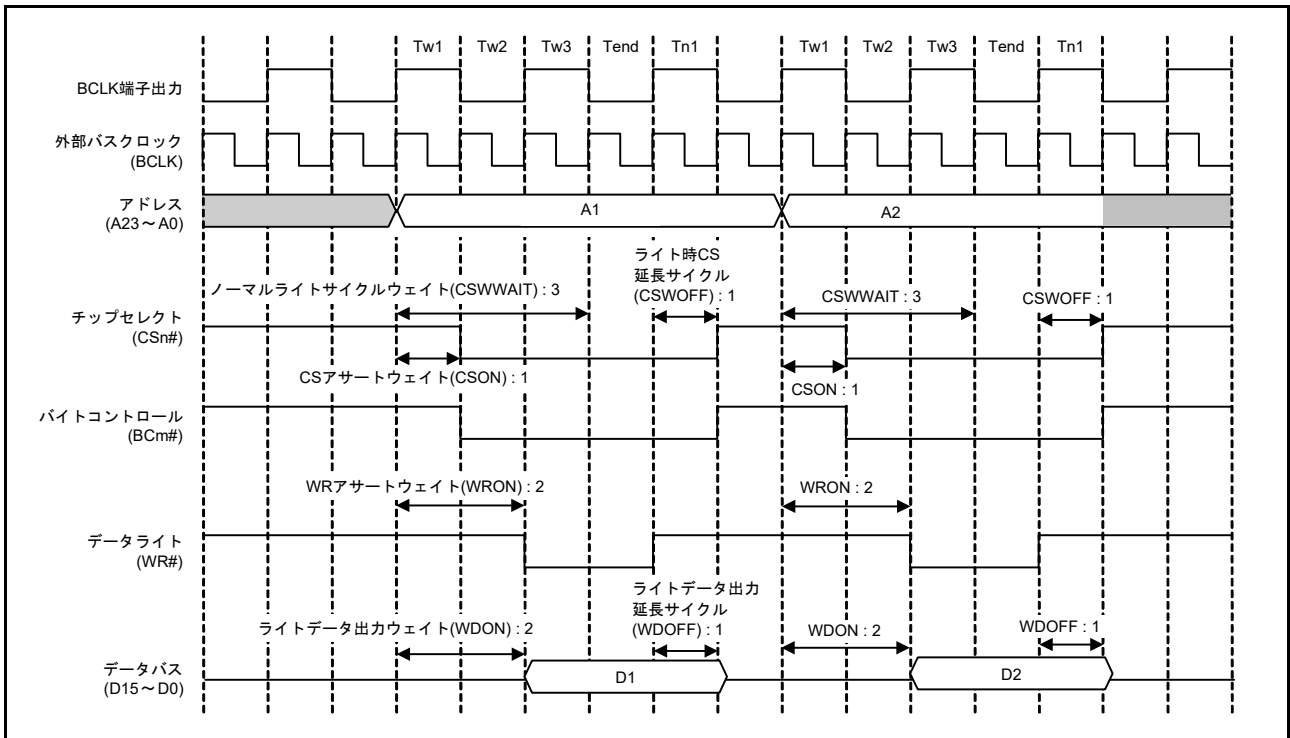 Tw1 Tw2 Tw3 Tend Tn1 Tw1 Tw2 Tw3 Tend Tn1
BCLK端子出力
外部バスクロック
(BCLK)
アドレス
(A23～A0)
A1 A2
ライト時CS
延長サイクル
(CSWOFF) : 1
ノーマルライトサイクルウェイト(CSWWAIT) : 3
CSWWAIT : 3
CSWOFF : 1
チップセレクト
(CSn#)
CSアサートウェイト(CSON) : 1
CSON : 1
バイトコントロール
(BCm#)
WRアサートウェイト(WRON) : 2
WRON : 2
データライト
(WR#)
ライトデータ出力
延長サイクル
(WDOFF) : 1
ライトデータ出力ウェイト(WDON) : 2
WDON : 2
WDOFF : 1
データバス
(D15～D0)
D1 D2